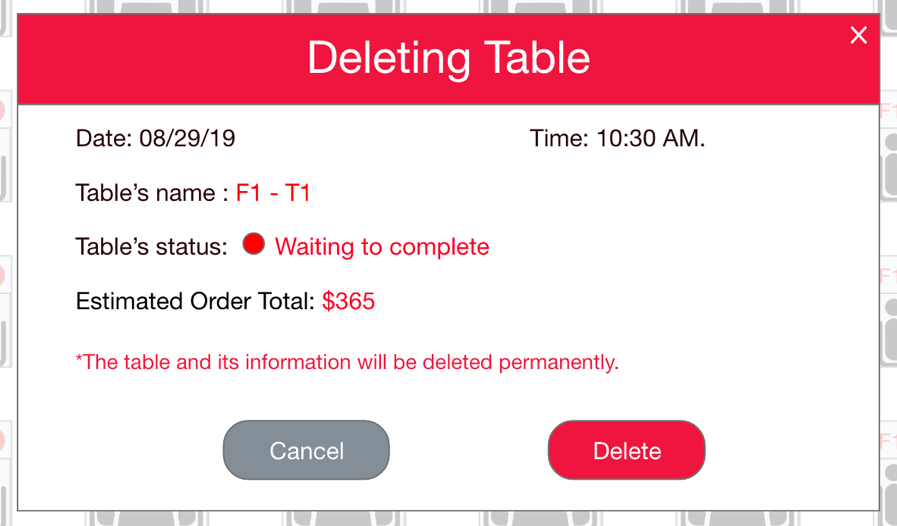 Deleting Table
Date: 08/29/19 Time: 10:30 AM.
Table’s name : F1 - T1
Table’s status: Waiting to complete
Estimated Order Total: $365
*The table and its information will be deleted permanently.
Cancel Delete